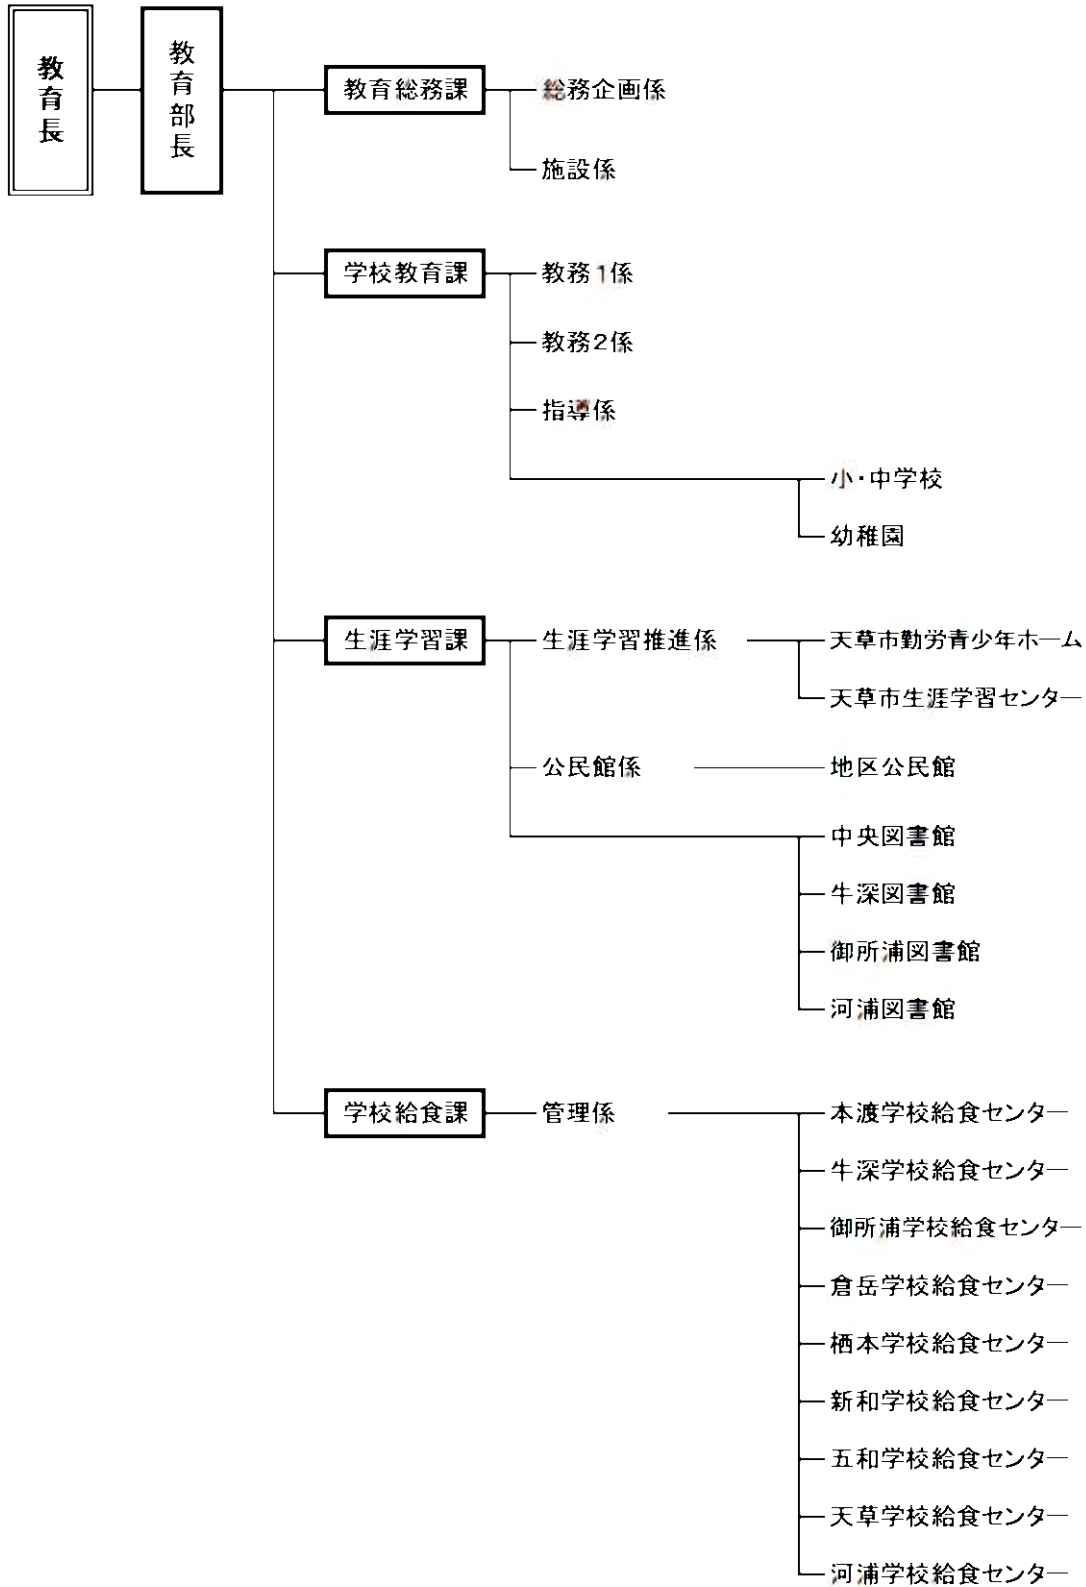 教育長
教育部長
教育総務課 総務企画係
施設係
学校教育課 教務1係
教務2係
指導係
小・中学校
幼稚園
生涯学習課 生涯学習推進係 天草市勤労青少年ホーム
天草市生涯学習センター
公民館係 地区公民館
中央図書館
牛深図書館
御所浦図書館
河浦図書館
学校給食課 管理係 本渡学校給食センター
牛深学校給食センター
御所浦学校給食センター
倉岳学校給食センター
栖本学校給食センター
新和学校給食センター
五和学校給食センター
天草学校給食センター
河浦学校給食センター